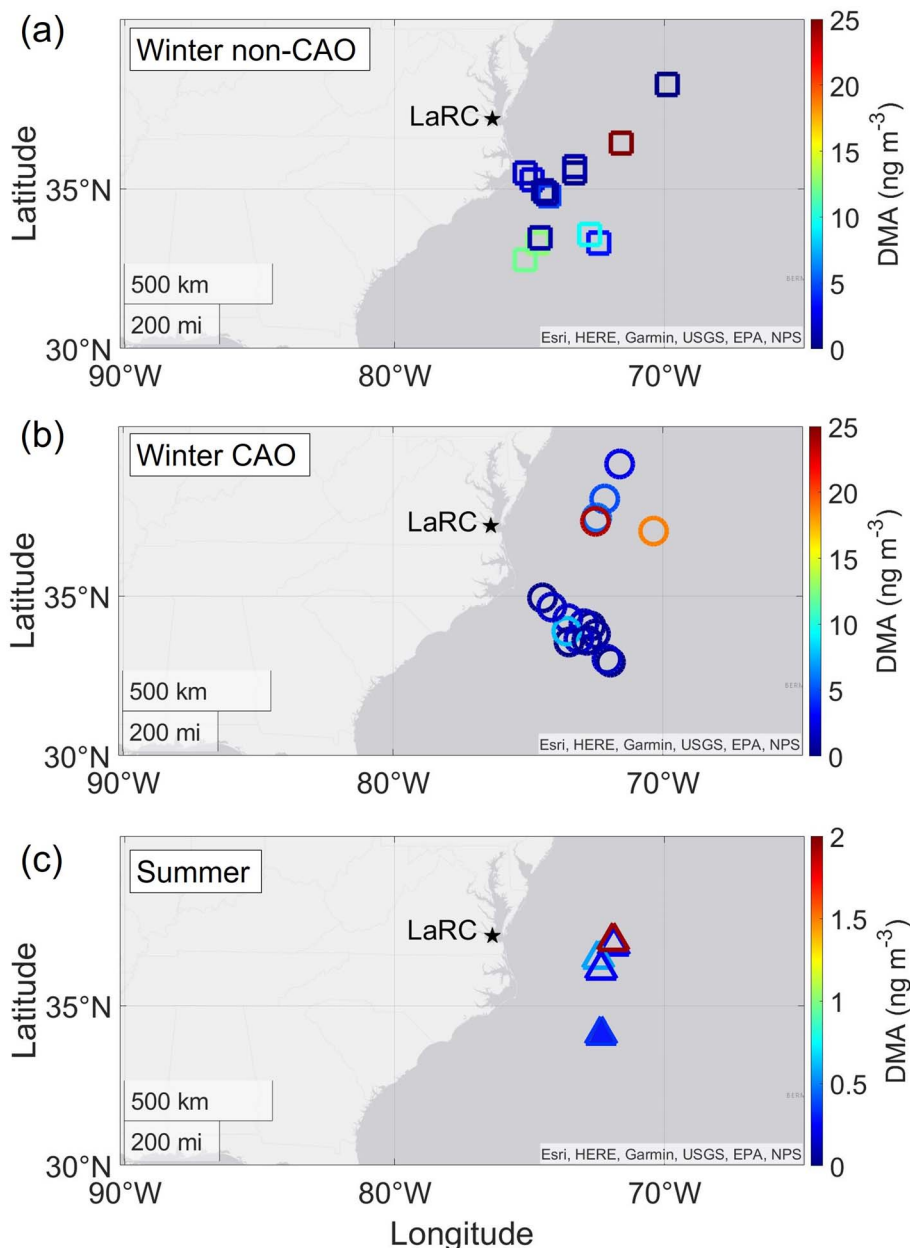 (a)
Winter non-CAO
LaRC
35°N
30°N
Latitude
500 km
200 mi
Esri, HERE, Garmin, USGS, EPA, NPS
90°W
80°W
70°W
25
20
15
10
5
0
DMA (ng m⁻³)
(b)
Winter CAO
LaRC
35°N
30°N
Latitude
500 km
200 mi
Esri, HERE, Garmin, USGS, EPA, NPS
90°W
80°W
70°W
25
20
15
10
5
0
DMA (ng m⁻³)
(c)
Summer
LaRC
35°N
30°N
Latitude
500 km
200 mi
Esri, HERE, Garmin, USGS, EPA, NPS
90°W
80°W
70°W
2
1.5
1
0.5
0
DMA (ng m⁻³)
Longitude